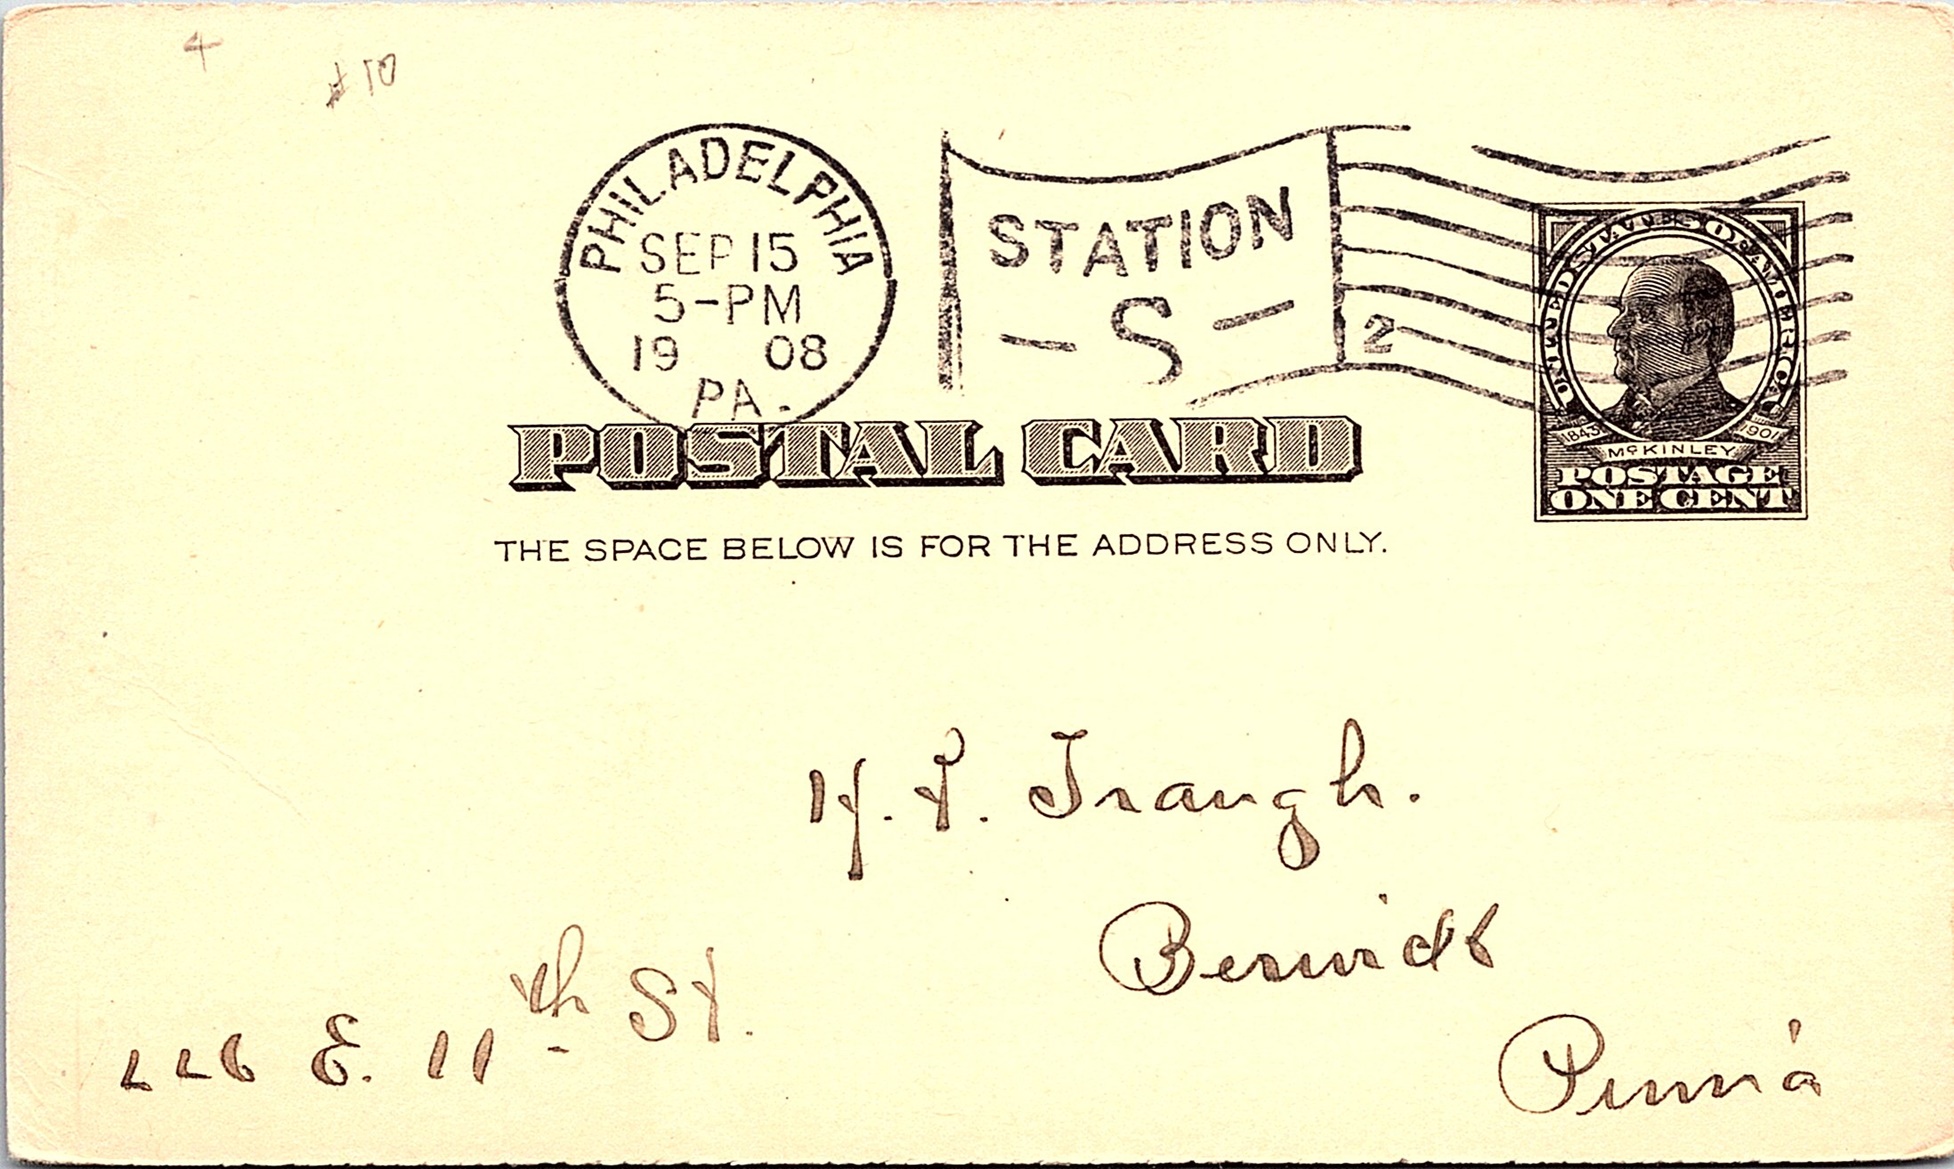 4
#10
PHILADELPHIA
SEP 15
5-PM
19 08
PA.
STATION
-S-
2
UNITED STATES OF AMERICA
1843 1901
McKINLEY
POSTAGE
ONE CENT
POSTAL CARD
THE SPACE BELOW IS FOR THE ADDRESS ONLY.
H. P. Traugh.
Berwick
226 E. 11th St.
Penn'a